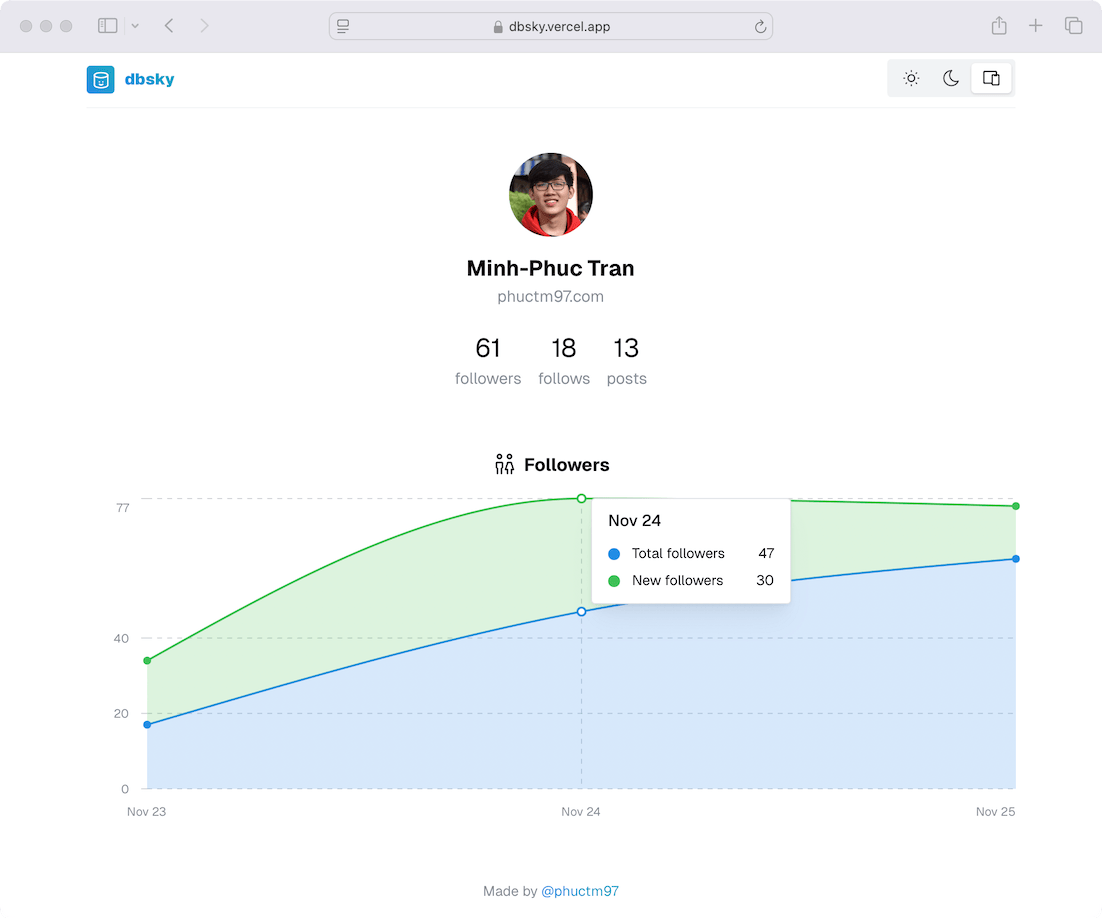 dbsky.vercel.app
dbsky
Minh-Phuc Tran
phuctm97.com
61 18 13
followers follows posts
Followers
77
Nov 24
Total followers 47
New followers 30
40
20
0
Nov 23 Nov 24 Nov 25
Made by @phuctm97